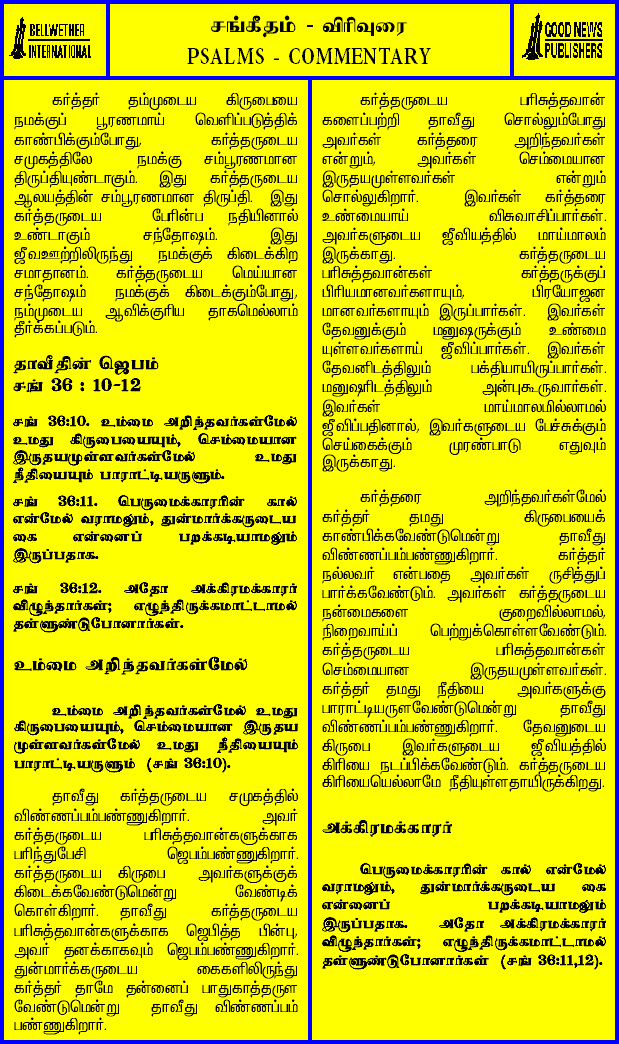 BELLWETHER
INTERNATIONAL
சங்கீதம் - விரிவுரை
PSALMS - COMMENTARY
GOOD NEWS
PUBLISHERS
கர்த்தர் தம்முடைய கிருபையை
நமக்குப் பூரணமாய் வெளிப்படுத்திக்
காண்பிக்கும்போது, கர்த்தருடைய
சமுகத்திலே நமக்கு சம்பூரணமான
திருப்தியுண்டாகும். இது கர்த்தருடைய
ஆலயத்தின் சம்பூரணமான திருப்தி. இது
கர்த்தருடைய பேரின்ப நதியினால்
உண்டாகும் சந்தோஷம். இது
ஜீவஊற்றிலிருந்து நமக்குக் கிடைக்கிற
சமாதானம். கர்த்தருடைய மெய்யான
சந்தோஷம் நமக்குக் கிடைக்கும்போது,
நம்முடைய ஆவிக்குரிய தாகமெல்லாம்
தீர்க்கப்படும்.
தாவீதின் ஜெபம்
சங் 36 : 10-12
சங் 36:10. உம்மை அறிந்தவர்கள்மேல்
உமது கிருபையையும், செம்மையான
இருதயமுள்ளவர்கள்மேல் உமது
நீதியையும் பாராட்டியருளும்.
சங் 36:11. பெருமைக்காரரின் கால்
என்மேல் வராமலும், துன்மார்க்கருடைய
கை என்னைப் பறக்கடியாமலும்
இருப்பதாக.
சங் 36:12. அதோ அக்கிரமக்காரர்
விழுந்தார்கள்; எழுந்திருக்கமாட்டாமல்
தள்ளுண்டுபோனார்கள்.
உம்மை அறிந்தவர்கள்மேல்
உம்மை அறிந்தவர்கள்மேல் உமது
கிருபையையும், செம்மையான இருதய
முள்ளவர்கள்மேல் உமது நீதியையும்
பாராட்டியருளும் (சங் 36:10).
தாவீது கர்த்தருடைய சமுகத்தில்
விண்ணப்பம்பண்ணுகிறார். அவர்
கர்த்தருடைய பரிசுத்தவான்களுக்காக
பரிந்துபேசி ஜெபம்பண்ணுகிறார்.
கர்த்தருடைய கிருபை அவர்களுக்குக்
கிடைக்கவேண்டுமென்று வேண்டிக்
கொள்கிறார். தாவீது கர்த்தருடைய
பரிசுத்தவான்களுக்காக ஜெபித்த பின்பு,
அவர் தனக்காகவும் ஜெபம்பண்ணுகிறார்.
துன்மார்க்கருடைய கைகளிலிருந்து
கர்த்தர் தாமே தன்னைப் பாதுகாத்தருள
வேண்டுமென்று தாவீது விண்ணப்பம்
பண்ணுகிறார்.
கர்த்தருடைய பரிசுத்தவான்
களைப்பற்றி தாவீது சொல்லும்போது
அவர்கள் கர்த்தரை அறிந்தவர்கள்
என்றும், அவர்கள் செம்மையான
இருதயமுள்ளவர்கள் என்றும்
சொல்லுகிறார். இவர்கள் கர்த்தரை
உண்மையாய் விசுவாசிப்பார்கள்.
அவர்களுடைய ஜீவியத்தில் மாய்மாலம்
இருக்காது. கர்த்தருடைய
பரிசுத்தவான்கள் கர்த்தருக்குப்
பிரியமானவர்களாயும், பிரயோஜன
மானவர்களாயும் இருப்பார்கள். இவர்கள்
தேவனுக்கும் மனுஷருக்கும் உண்மை
யுள்ளவர்களாய் ஜீவிப்பார்கள். இவர்கள்
தேவனிடத்திலும் பக்தியாயிருப்பார்கள்.
மனுஷரிடத்திலும் அன்புகூருவார்கள்.
இவர்கள் மாய்மாலமில்லாமல்
ஜீவிப்பதினால், இவர்களுடைய பேச்சுக்கும்
செய்கைக்கும் முரண்பாடு எதுவும்
இருக்காது.
கர்த்தரை அறிந்தவர்கள்மேல்
கர்த்தர் தமது கிருபையைக்
காண்பிக்கவேண்டுமென்று தாவீது
விண்ணப்பம்பண்ணுகிறார். கர்த்தர்
நல்லவர் என்பதை அவர்கள் ருசித்துப்
பார்க்கவேண்டும். அவர்கள் கர்த்தருடைய
நன்மைகளை குறைவில்லாமல்,
நிறைவாய்ப் பெற்றுக்கொள்ளவேண்டும்.
கர்த்தருடைய பரிசுத்தவான்கள்
செம்மையான இருதயமுள்ளவர்கள்.
கர்த்தர் தமது நீதியை அவர்களுக்கு
பாராட்டியருளவேண்டுமென்று தாவீது
விண்ணப்பம்பண்ணுகிறார். தேவனுடைய
கிருபை இவர்களுடைய ஜீவியத்தில்
கிரியை நடப்பிக்கவேண்டும். கர்த்தருடைய
கிரியையெல்லாமே நீதியுள்ளதாயிருக்கிறது.
அக்கிரமக்காரர்
பெருமைக்காரரின் கால் என்மேல்
வராமலும், துன்மார்க்கருடைய கை
என்னைப் பறக்கடியாமலும்
இருப்பதாக. அதோ அக்கிரமக்காரர்
விழுந்தார்கள்; எழுந்திருக்கமாட்டாமல்
தள்ளுண்டுபோனார்கள் (சங் 36:11,12).